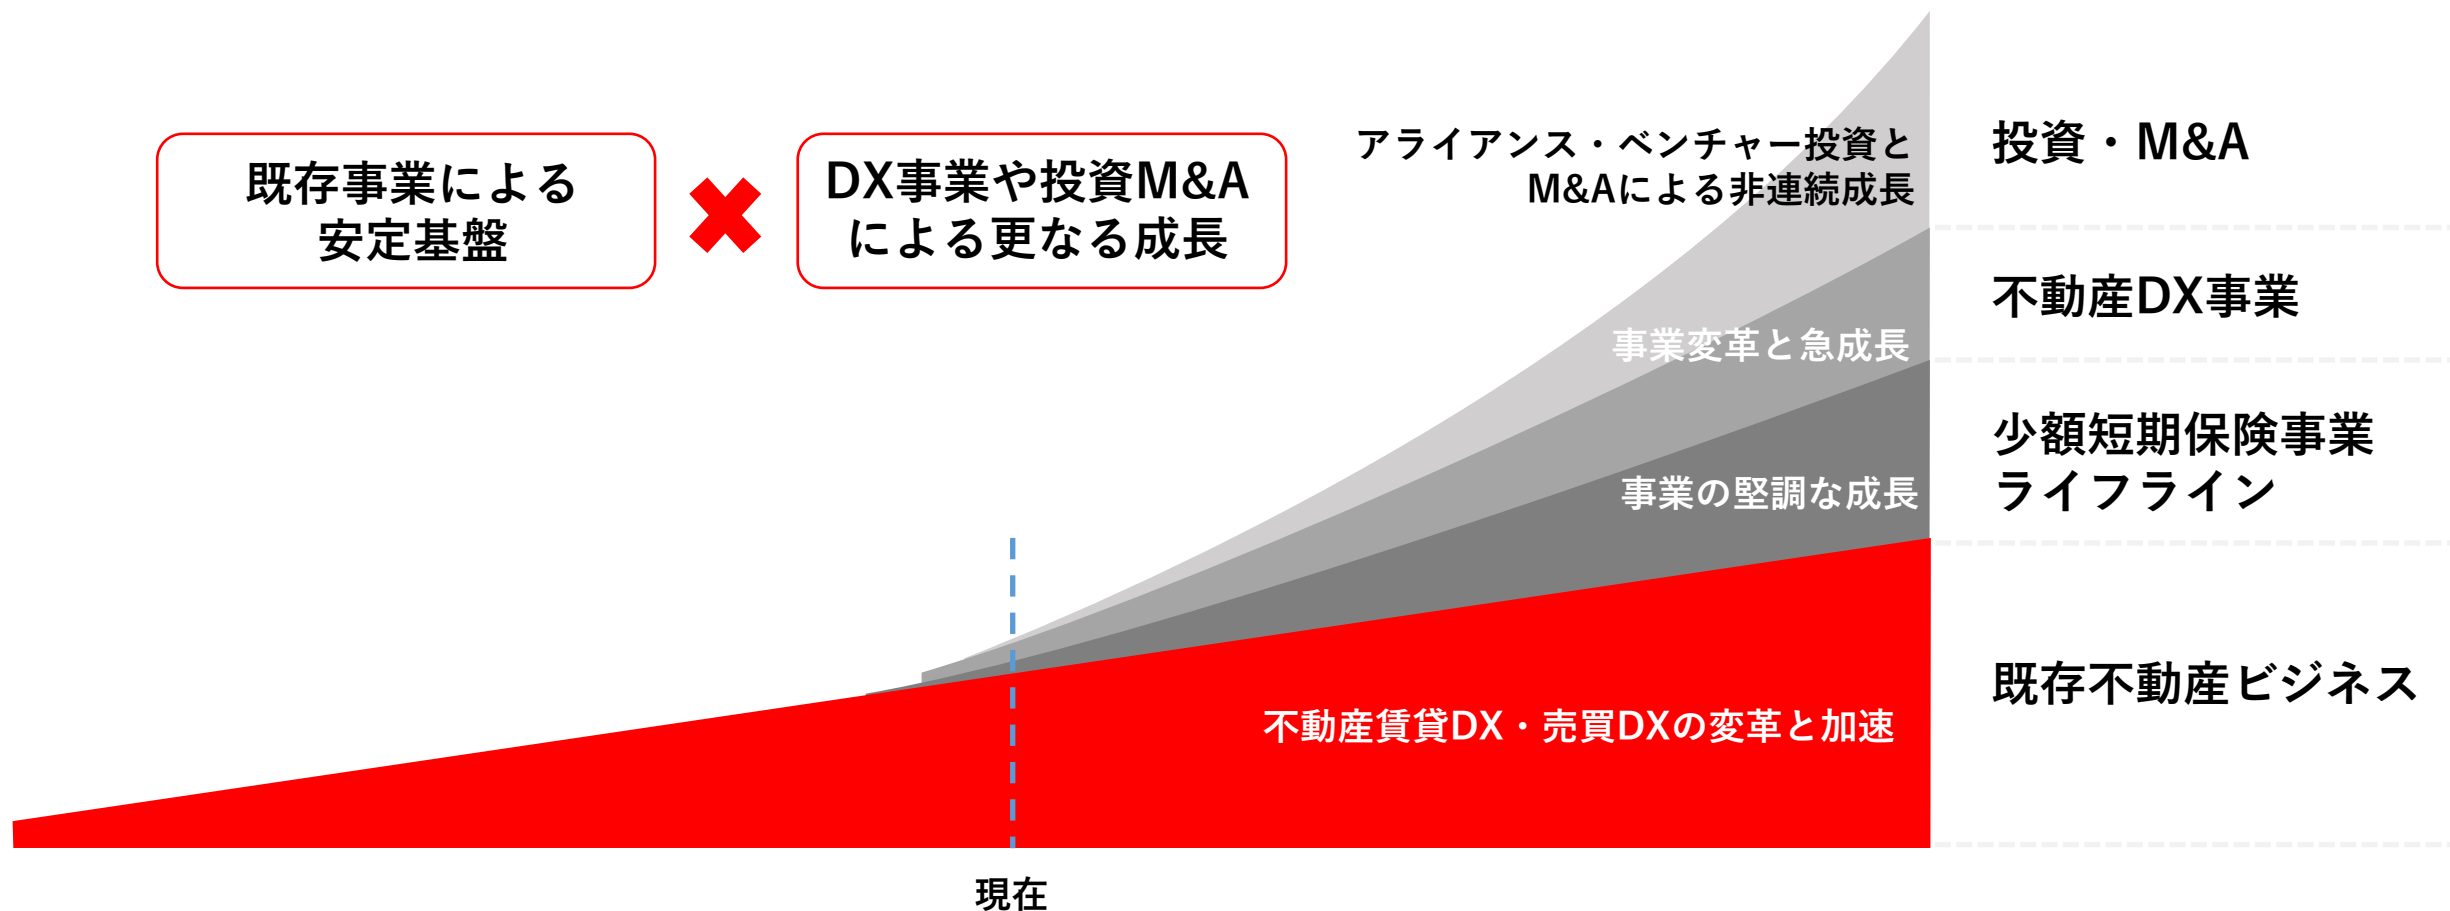 既存事業による
安定基盤
DX事業や投資M&A
による更なる成長
アライアンス・ベンチャー投資と
M&Aによる非連続成長
投資・M&A
事業変革と急成長
不動産DX事業
事業の堅調な成長
少額短期保険事業
ライフライン
不動産賃貸DX・売買DXの変革と加速
既存不動産ビジネス
現在